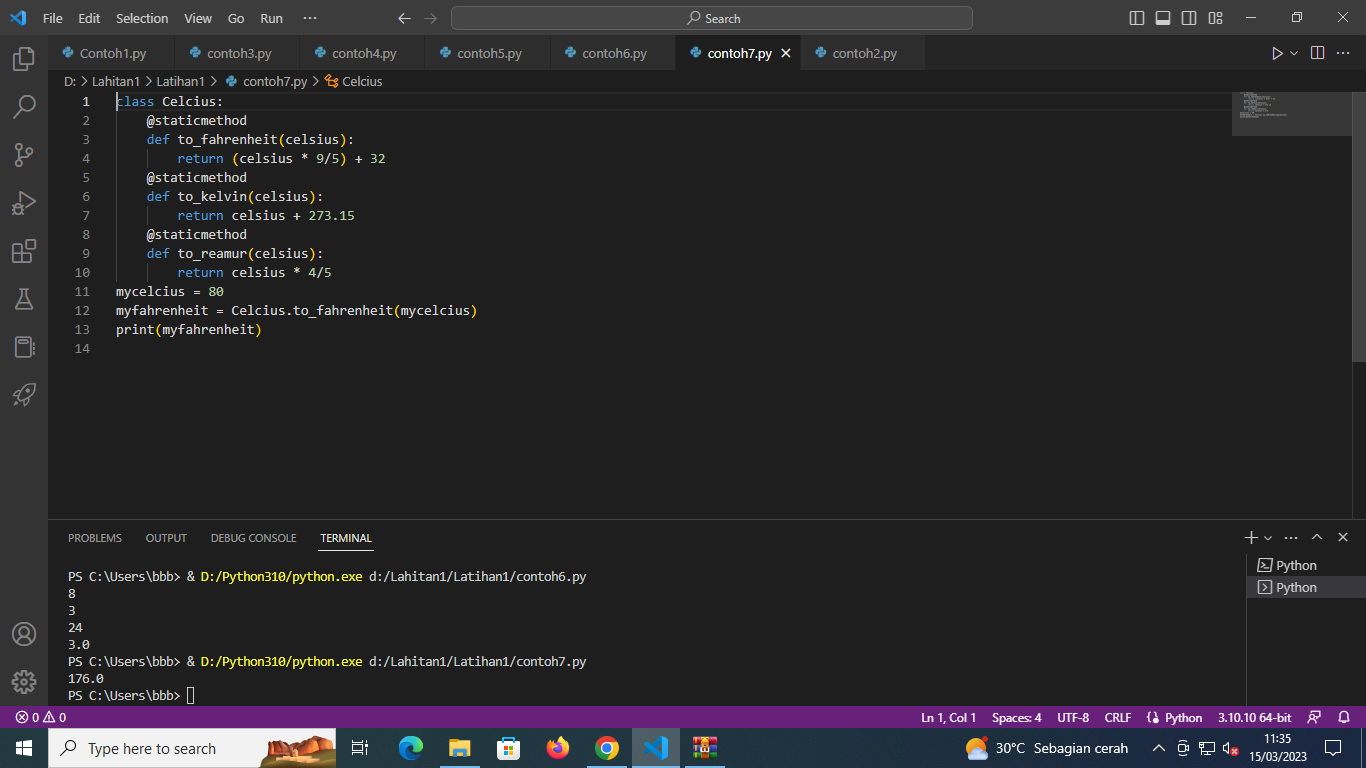 File Edit Selection View Go Run ··· Search
Contoh1.py contoh3.py contoh4.py contoh5.py contoh6.py contoh7.py contoh2.py
D: > Lahitan1 > Latihan1 > contoh7.py > Celcius
1 class Celcius:
2 @staticmethod
3 def to_fahrenheit(celsius):
4 return (celsius * 9/5) + 32
5 @staticmethod
6 def to_kelvin(celsius):
7 return celsius + 273.15
8 @staticmethod
9 def to_reamur(celsius):
10 return celsius * 4/5
11 mycelcius = 80
12 myfahrenheit = Celcius.to_fahrenheit(mycelcius)
13 print(myfahrenheit)
14
PROBLEMS OUTPUT DEBUG CONSOLE TERMINAL
PS C:\Users\bbb> & D:/Python310/python.exe d:/Lahitan1/Latihan1/contoh6.py
8
3
24
3.0
PS C:\Users\bbb> & D:/Python310/python.exe d:/Lahitan1/Latihan1/contoh7.py
176.0
PS C:\Users\bbb>
Python
Python
0 0 Ln 1, Col 1 Spaces: 4 UTF-8 CRLF Python 3.10.10 64-bit
Type here to search 30°C Sebagian cerah 11:35
15/03/2023